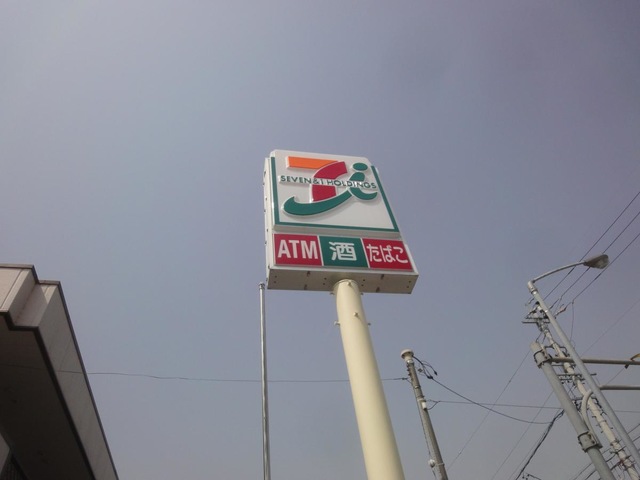 SEVEN&i HOLDINGS
ATM 酒 たばこ